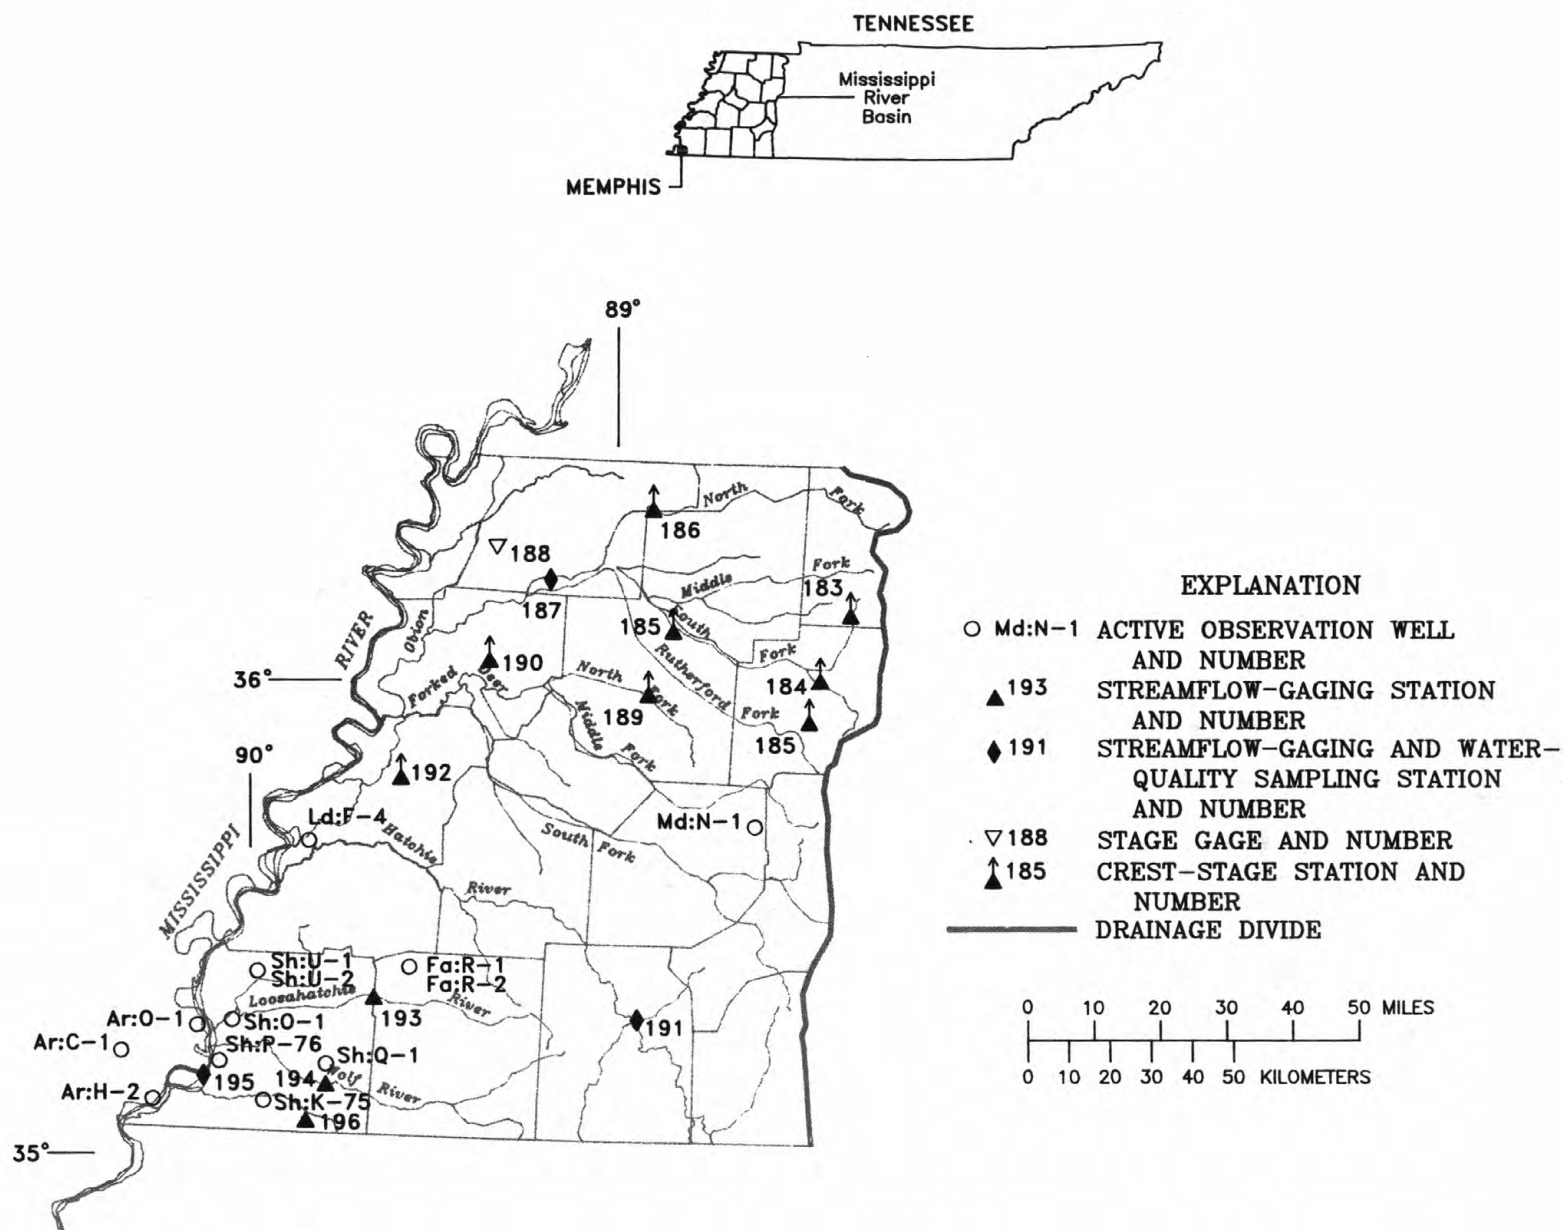 TENNESSEE
Mississippi
River
Basin
MEMPHIS
89°
North
Fork
186
188
Fork
Middle
183
187
RIVER
Obion
185
South
190
Fork
Rutherford
36°
Forked
Deer
North
184
189
Fork
Fork
185
Middle
Fork
90°
192
Ld:F-4
Md:N-1
Hatchie
South Fork
MISSISSIPPI
River
Sh:U-1
Sh:U-2
Fa:R-1
Fa:R-2
Loosahatchie
River
Ar:O-1
Sh:O-1
193
191
Ar:C-1
Sh:P-76
Sh:Q-1
195
194
Wolf
River
Ar:H-2
Sh:K-75
196
35°
EXPLANATION
Md:N-1 ACTIVE OBSERVATION WELL
AND NUMBER
193 STREAMFLOW-GAGING STATION
AND NUMBER
191 STREAMFLOW-GAGING AND WATER-
QUALITY SAMPLING STATION
AND NUMBER
188 STAGE GAGE AND NUMBER
185 CREST-STAGE STATION AND
NUMBER
DRAINAGE DIVIDE
0 10 20 30 40 50 MILES
0 10 20 30 40 50 KILOMETERS